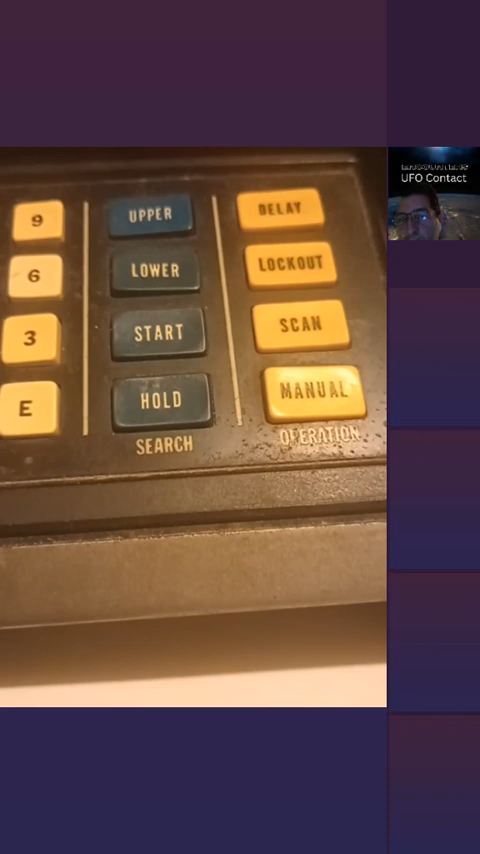 9
UPPER
DELAY
6
LOWER
LOCKOUT
3
START
SCAN
E
HOLD
MANUAL
SEARCH
OPERATION
UFO Contact